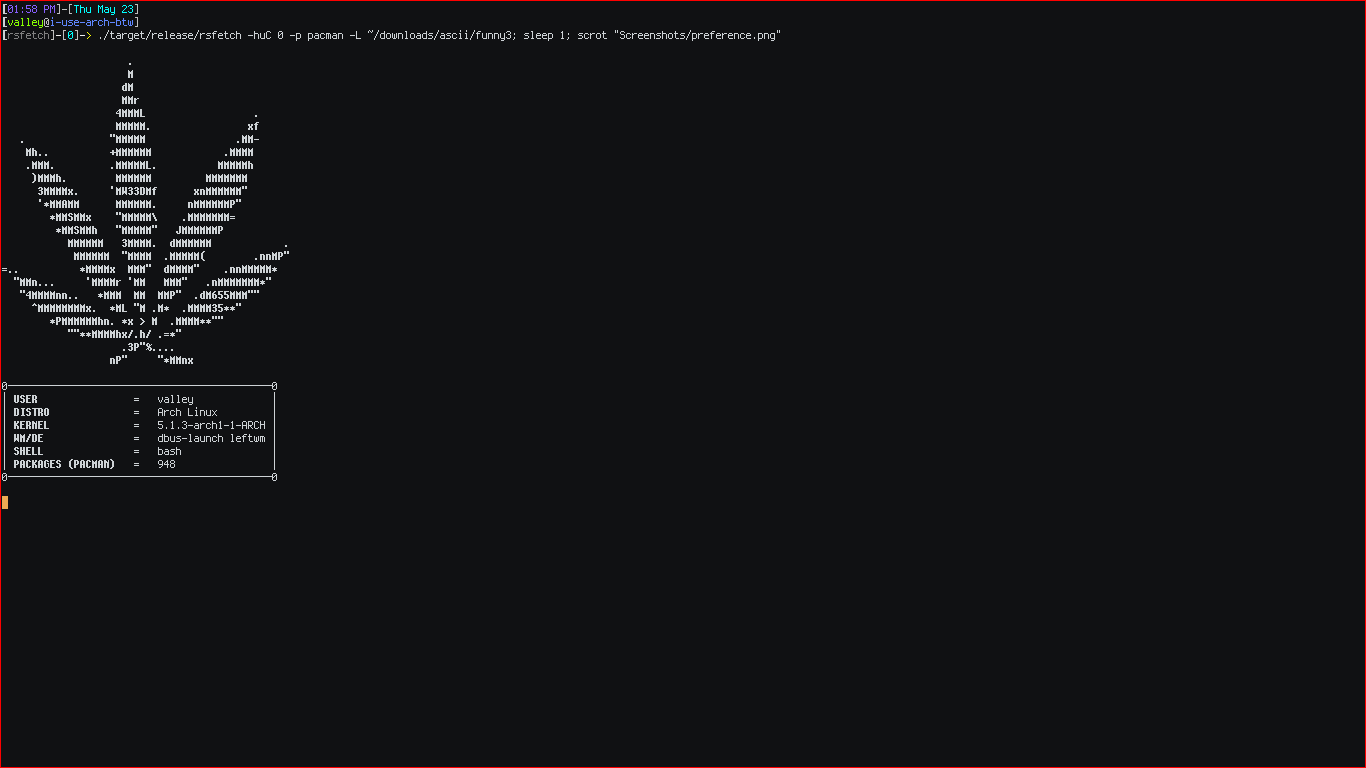 [01:58 PM]-[Thu May 23]
[valley@i-use-arch-btw]
[rsfetch]-[0]-> ./target/release/rsfetch -huC 0 -p pacman -L ~/downloads/ascii/funny3; sleep 1; scrot "Screenshots/preference.png"
                     .
                     M
                    dM
                    MMr
                   4MMML                  .
                   MMMMM.                xf
   .              "MMMMM               .MM-
    Mh..          +MMMMMM            .MMMM
    .MMM.         .MMMMML.          MMMMMh
     )MMMh.        MMMMMM         MMMMMMM
      3MMMMx.     'MW33DMf      xnMMMMMM"
      '*MMAMM      MMMMMM.     nMMMMMMP"
        *MMSMMx    "MMMMM\    .MMMMMMM=
         *MMSMMh   "MMMMM"   JMMMMMMP
           MMMMMM   3MMMM.  dMMMMMM            .
            MMMMMM  "MMMM  .MMMMM(        .nnMP"
=..          *MMMMx  MMM"  dMMMM"    .nnMMMMM*
  "MMn...     'MMMMr 'MM   MMM"   .nMMMMMMM*"
   "4MMMMnn..   *MMM  MM  MMP"  .dM655MMM""
     ^MMMMMMMMx.  *ML "M .M*  .MMMM35**"
        *PMMMMMMhn. *x > M  .MMMM**""
           ""**MMMMhx/.h/ .=*"
                    .3P"%....
                  nP"     "*MMnx
USER = valley
DISTRO = Arch Linux
KERNEL = 5.1.3-arch1-1-ARCH
WM/DE = dbus-launch leftwm
SHELL = bash
PACKAGES (PACMAN) = 948